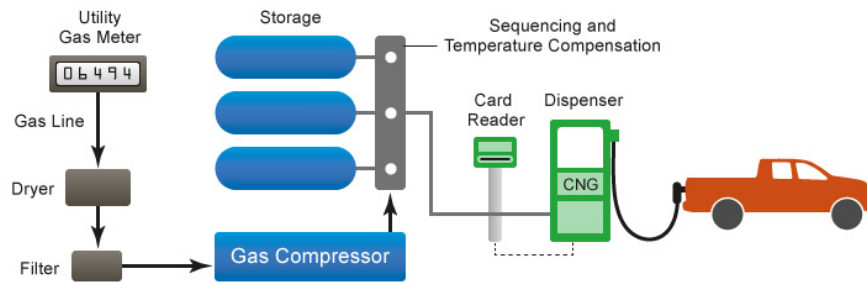 Utility
Gas Meter
06494
Gas Line
Dryer
Filter
Storage
Gas Compressor
Sequencing and
Temperature Compensation
Card
Reader
Dispenser
CNG